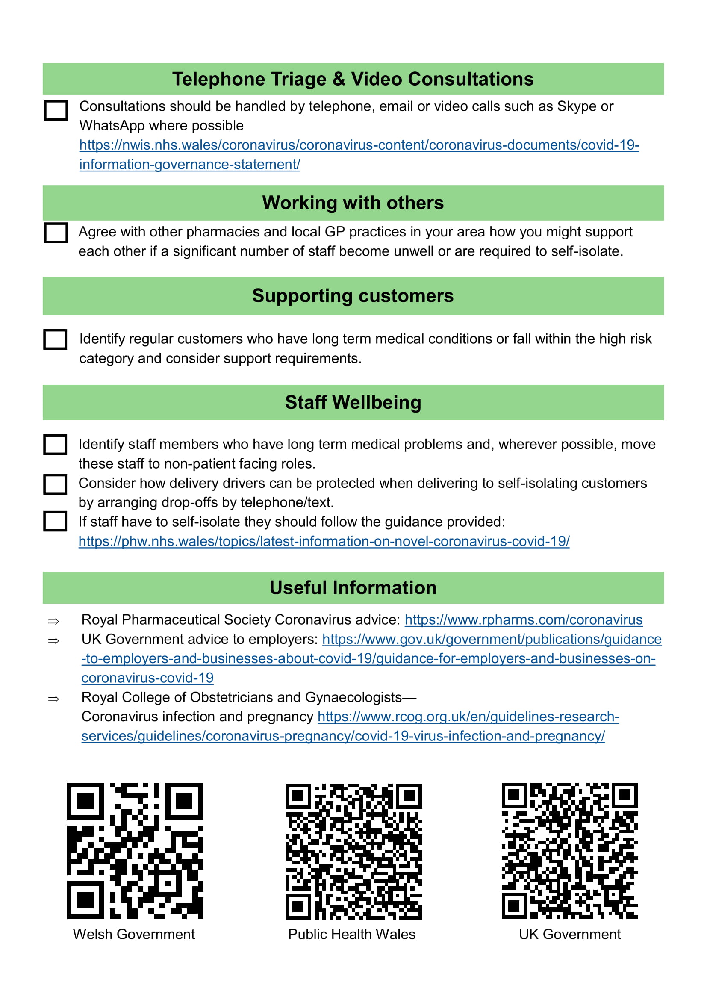 Telephone Triage & Video Consultations
Consultations should be handled by telephone, email or video calls such as Skype or
WhatsApp where possible
https://nwis.nhs.wales/coronavirus/coronavirus-content/coronavirus-documents/covid-19-
information-governance-statement/
Working with others
Agree with other pharmacies and local GP practices in your area how you might support
each other if a significant number of staff become unwell or are required to self-isolate.
Supporting customers
Identify regular customers who have long term medical conditions or fall within the high risk
category and consider support requirements.
Staff Wellbeing
Identify staff members who have long term medical problems and, wherever possible, move
these staff to non-patient facing roles.
Consider how delivery drivers can be protected when delivering to self-isolating customers
by arranging drop-offs by telephone/text.
If staff have to self-isolate they should follow the guidance provided:
https://phw.nhs.wales/topics/latest-information-on-novel-coronavirus-covid-19/
Useful Information
⇒ Royal Pharmaceutical Society Coronavirus advice: https://www.rpharms.com/coronavirus
⇒ UK Government advice to employers: https://www.gov.uk/government/publications/guidance
-to-employers-and-businesses-about-covid-19/guidance-for-employers-and-businesses-on-
coronavirus-covid-19
⇒ Royal College of Obstetricians and Gynaecologists—
Coronavirus infection and pregnancy https://www.rcog.org.uk/en/guidelines-research-
services/guidelines/coronavirus-pregnancy/covid-19-virus-infection-and-pregnancy/
Welsh Government
Public Health Wales
UK Government